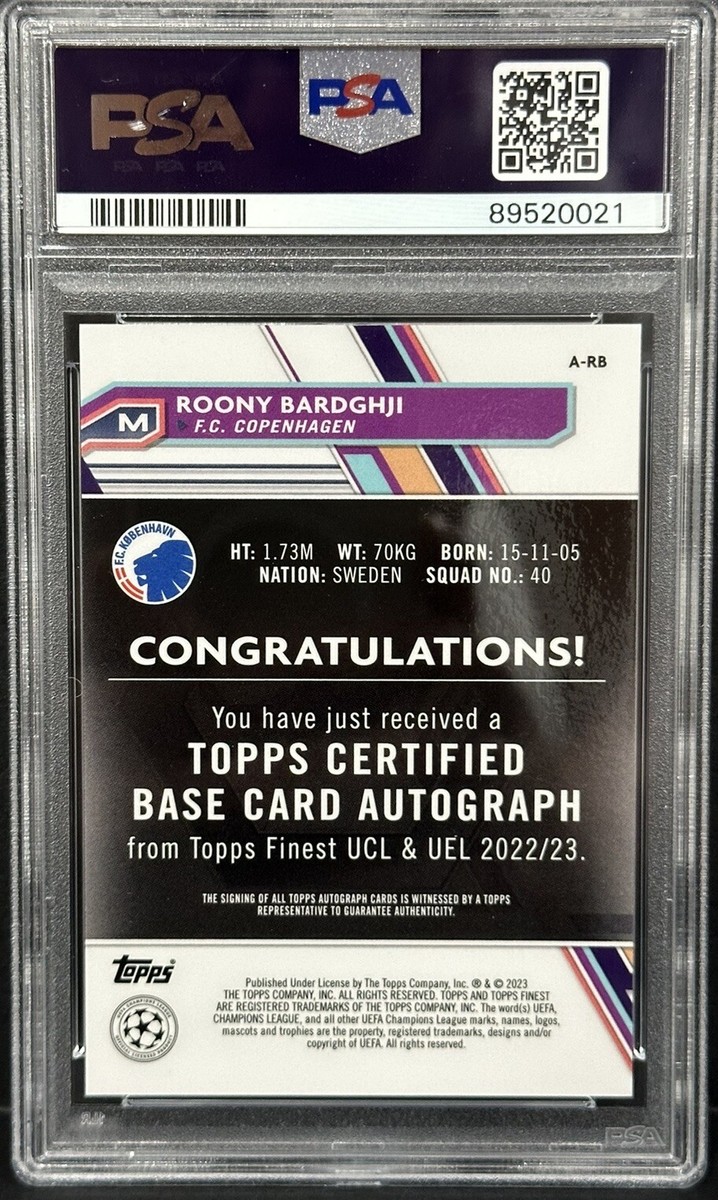 PSA
PSA
PSA PSA PSA
89520021
A-RB
M
ROONY BARDGHJI
F.C. COPENHAGEN
F.C. KØBENHAVN
HT: 1.73M WT: 70KG BORN: 15-11-05
NATION: SWEDEN SQUAD NO.: 40
CONGRATULATIONS!
You have just received a
TOPPS CERTIFIED
BASE CARD AUTOGRAPH
from Topps Finest UCL & UEL 2022/23.
THE SIGNING OF ALL TOPPS AUTOGRAPH CARDS IS WITNESSED BY A TOPPS
REPRESENTATIVE TO GUARANTEE AUTHENTICITY.
Topps®
Published Under License by The Topps Company, Inc. ® & © 2023
THE TOPPS COMPANY, INC. ALL RIGHTS RESERVED. TOPPS AND TOPPS FINEST
ARE REGISTERED TRADEMARKS OF THE TOPPS COMPANY, INC. The word(s) UEFA,
CHAMPIONS LEAGUE, and all other UEFA Champions League marks, names, logos,
mascots and trophies are the property, registered trademarks, designs and/or
copyright of UEFA. All rights reserved.
PSA